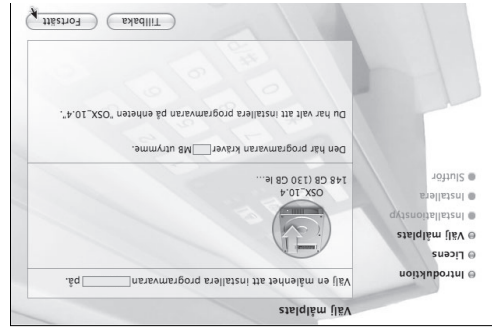 Välj målplats
Introduktion
Licens
Välj målplats
Installationstyp
Installera
Slutför
Välj en målenhet att installera programvaran på.
OSX_10.4
148 GB (130 GB le...
Den här programvaran kräver MB utrymme.
Du har valt att installera programvaran på enheten "OSX_10.4".
Tillbaka
Fortsätt